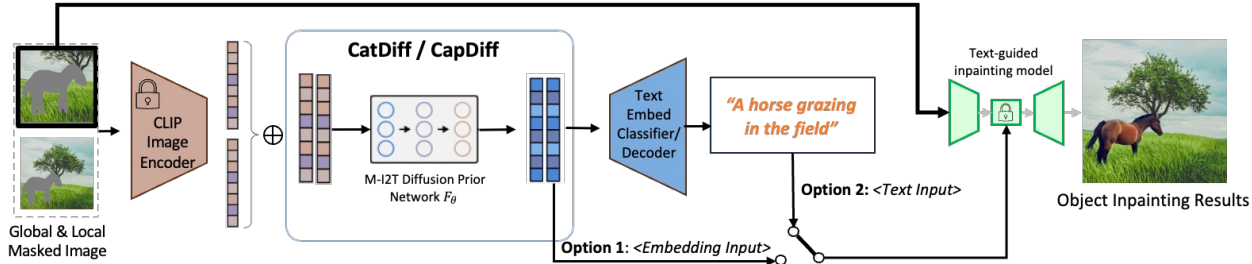 Global & Local
Masked Image
CLIP
Image
Encoder
CatDiff / CapDiff
M-I2T Diffusion Prior
Network Fθ
Text
Embed
Classifier/
Decoder
“A horse grazing
in the field”
Option 1: <Embedding Input>
Option 2: <Text Input>
Text-guided
inpainting model
Object Inpainting Results